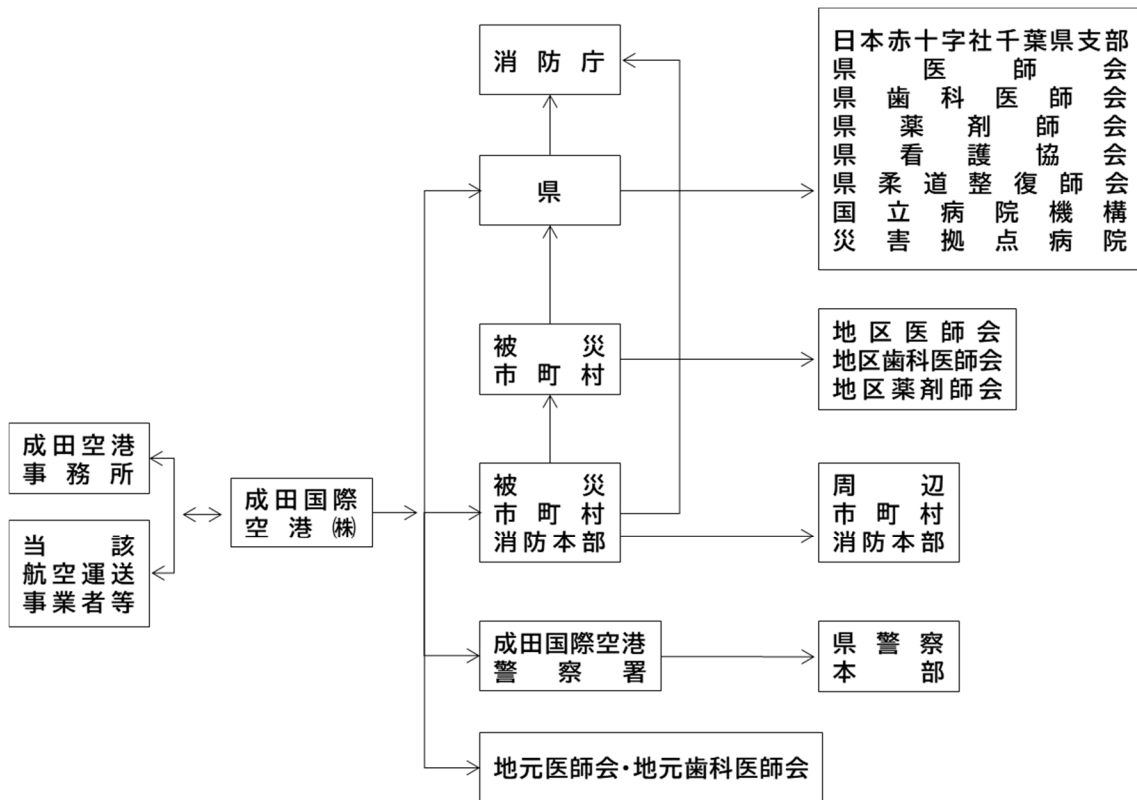 消防庁
日本赤十字社千葉県支部
県医師会
県歯科医師会
県薬剤師会
県看護協会
県柔道整復師会
国立病院機構
災害拠点病院
県
被災
市町村
地区医師会
地区歯科医師会
地区薬剤師会
成田空港
事務所
成田国際
空港㈱
当該
航空運送
事業者等
被災
市町村
消防本部
周辺
市町村
消防本部
成田国際空港
警察署
県警察
本部
地元医師会・地元歯科医師会